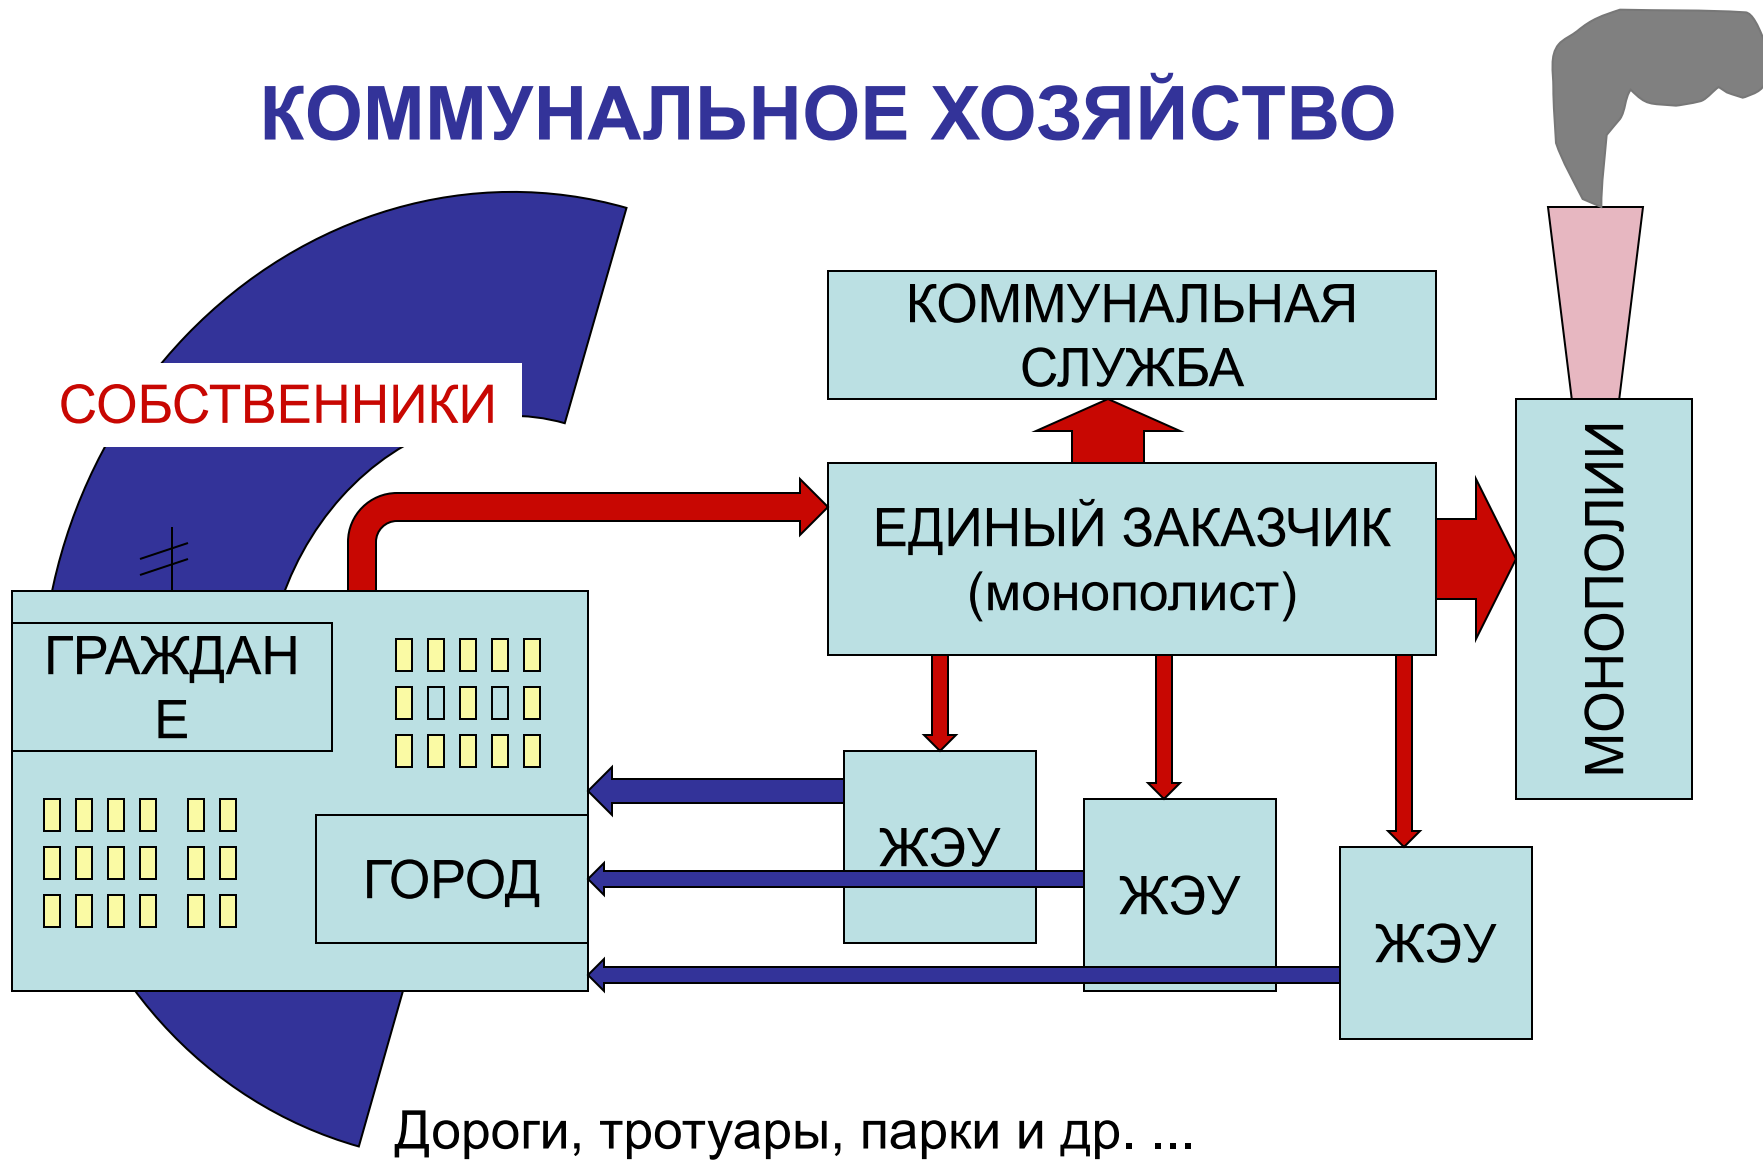 КОММУНАЛЬНОЕ ХОЗЯЙСТВО
КОММУНАЛЬНАЯ
СЛУЖБА
СОБСТВЕННИКИ
ЕДИНЫЙ ЗАКАЗЧИК
(монополист)
МОНОПОЛИИ
ГРАЖДАН
Е
ГОРОД
ЖЭУ
ЖЭУ
ЖЭУ
Дороги, тротуары, парки и др. ...